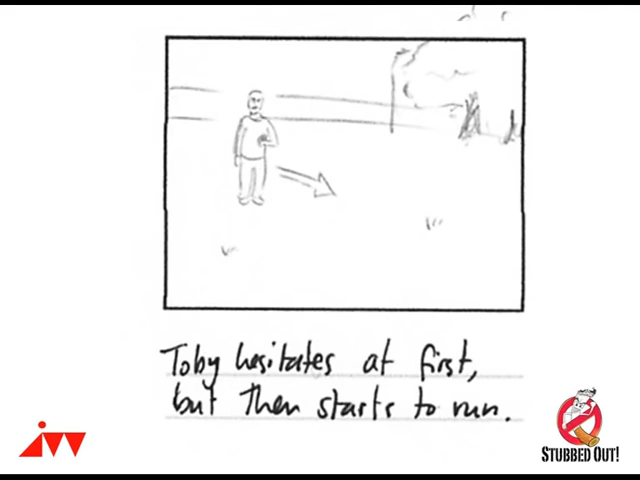 Toby hesitates at first,
but then starts to run.
STUBBED OUT!